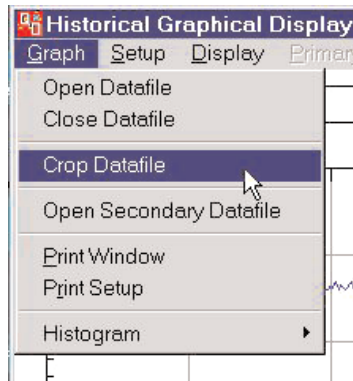 Historical Graphical Display
Graph Setup Display Primar
Open Datafile
Close Datafile
Crop Datafile
Open Secondary Datafile
Print Window
Print Setup
Histogram